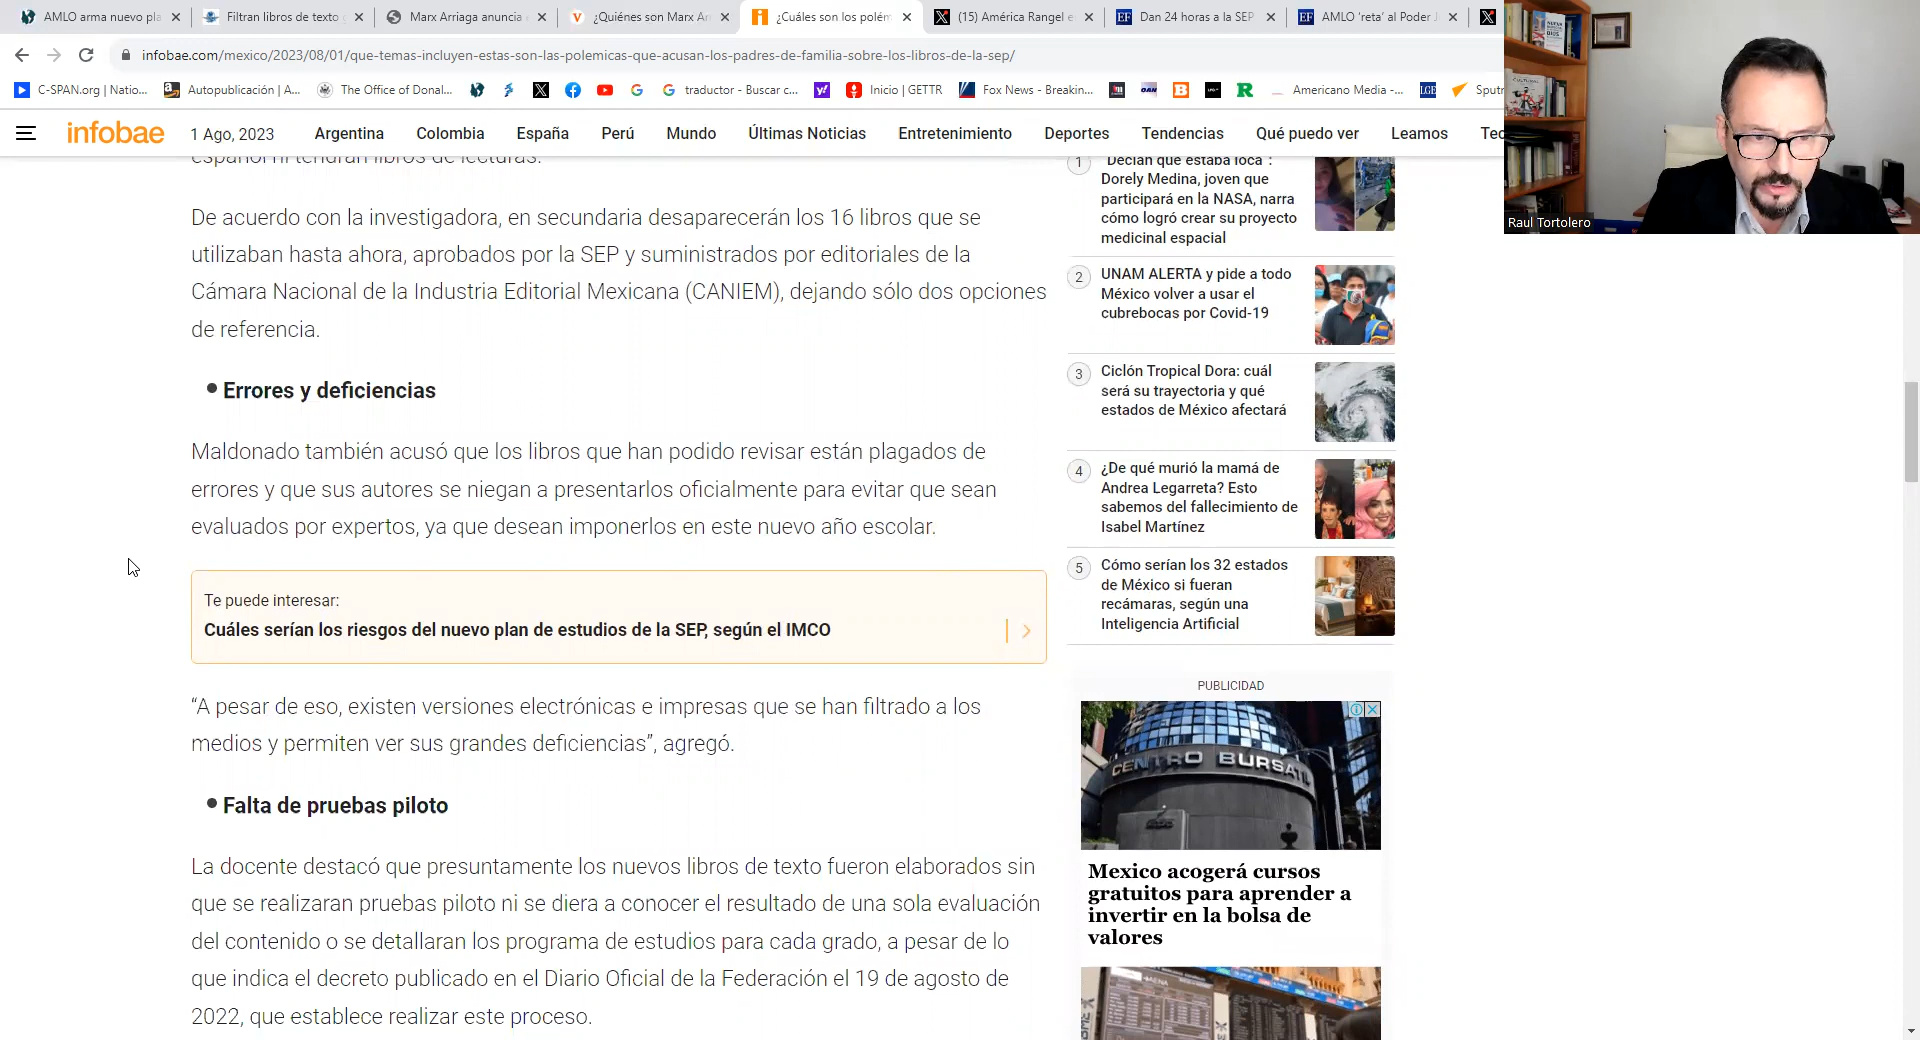 AMLO arma nuevo pla
Filtran libros de texto g
Marx Arriaga anuncia
¿Quiénes son Marx Ar
¿Cuáles son los polém
(15) América Rangel e
Dan 24 horas a la SEP
AMLO ‘reta’ al Poder J
infobae.com/mexico/2023/08/01/que-temas-incluyen-estas-son-las-polemicas-que-acusan-los-padres-de-familia-sobre-los-libros-de-la-sep/
C-SPAN.org | Natio...
Autopublicación | A...
The Office of Donal...
traductor - Buscar c...
Inicio | GETTR
Fox News - Breakin...
Americano Media -...
Sputn
infobae
1 Ago, 2023
Argentina
Colombia
España
Perú
Mundo
Últimas Noticias
Entretenimiento
Deportes
Tendencias
Qué puedo ver
Leamos
Tec
Raul Tortolero
español ni tendrán libros de lecturas.
De acuerdo con la investigadora, en secundaria desaparecerán los 16 libros que se
utilizaban hasta ahora, aprobados por la SEP y suministrados por editoriales de la
Cámara Nacional de la Industria Editorial Mexicana (CANIEM), dejando sólo dos opciones
de referencia.
• Errores y deficiencias
Maldonado también acusó que los libros que han podido revisar están plagados de
errores y que sus autores se niegan a presentarlos oficialmente para evitar que sean
evaluados por expertos, ya que desean imponerlos en este nuevo año escolar.
Te puede interesar:
Cuáles serían los riesgos del nuevo plan de estudios de la SEP, según el IMCO
“A pesar de eso, existen versiones electrónicas e impresas que se han filtrado a los
medios y permiten ver sus grandes deficiencias”, agregó.
• Falta de pruebas piloto
La docente destacó que presuntamente los nuevos libros de texto fueron elaborados sin
que se realizaran pruebas piloto ni se diera a conocer el resultado de una sola evaluación
del contenido o se detallaran los programa de estudios para cada grado, a pesar de lo
que indica el decreto publicado en el Diario Oficial de la Federación el 19 de agosto de
2022, que establece realizar este proceso.
1
"Decían que estaba loca":
Dorely Medina, joven que
participará en la NASA, narra
cómo logró crear su proyecto
medicinal espacial
2
UNAM ALERTA y pide a todo
México volver a usar el
cubrebocas por Covid-19
3
Ciclón Tropical Dora: cuál
será su trayectoria y qué
estados de México afectará
4
¿De qué murió la mamá de
Andrea Legarreta? Esto
sabemos del fallecimiento de
Isabel Martínez
5
Cómo serían los 32 estados
de México si fueran
recámaras, según una
Inteligencia Artificial
PUBLICIDAD
CENTRO BURSATIL
Mexico acogerá cursos
gratuitos para aprender a
invertir en la bolsa de
valores